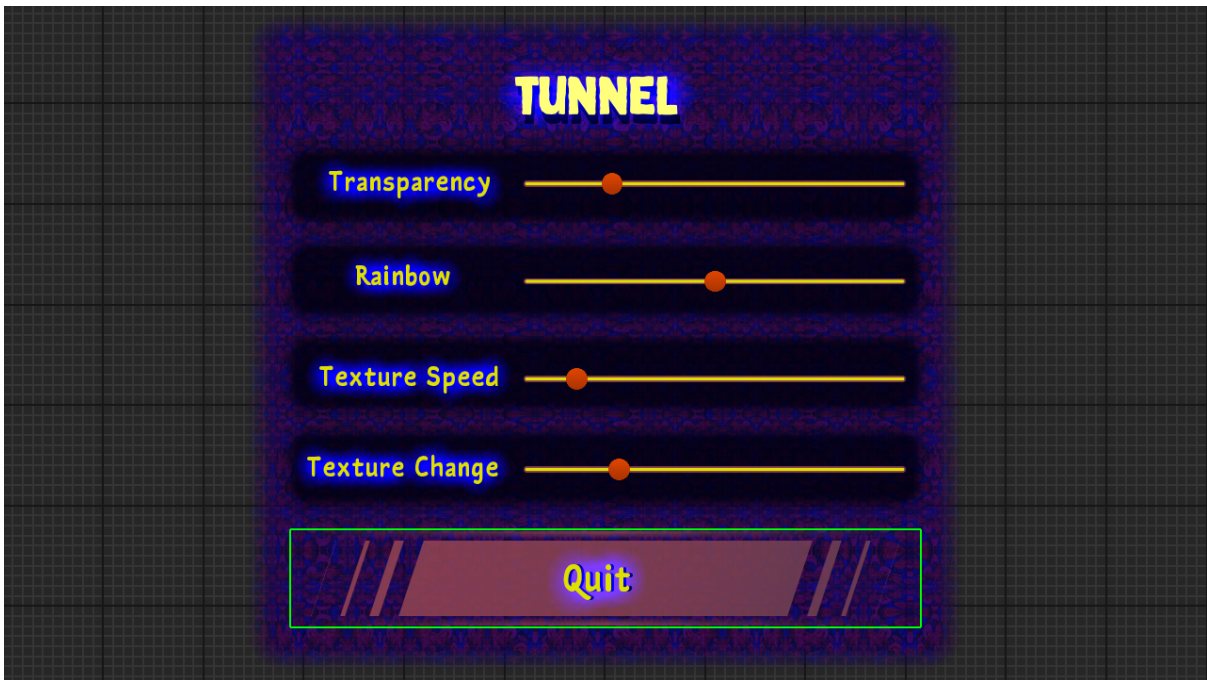 TUNNEL
Transparency
Rainbow
Texture Speed
Texture Change
Quit